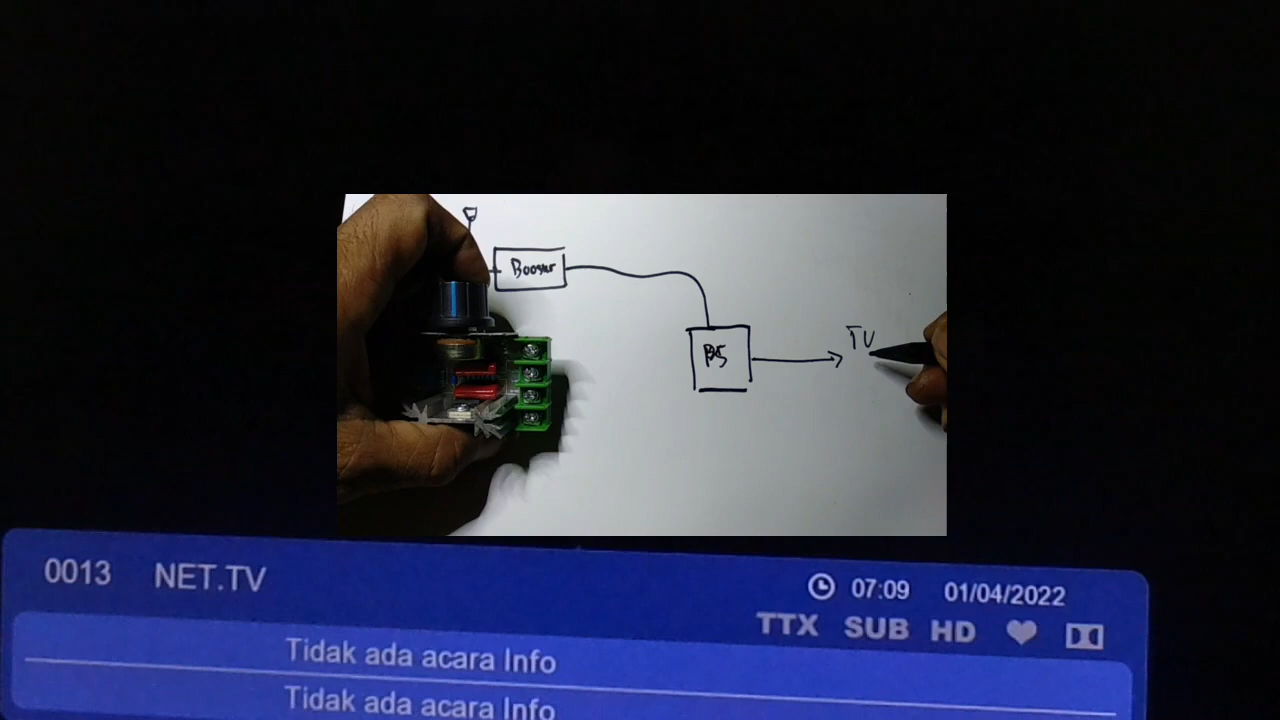 Booster
PS
TV
0013 NET.TV 07:09 01/04/2022
TTX SUB HD
Tidak ada acara Info
Tidak ada acara Info